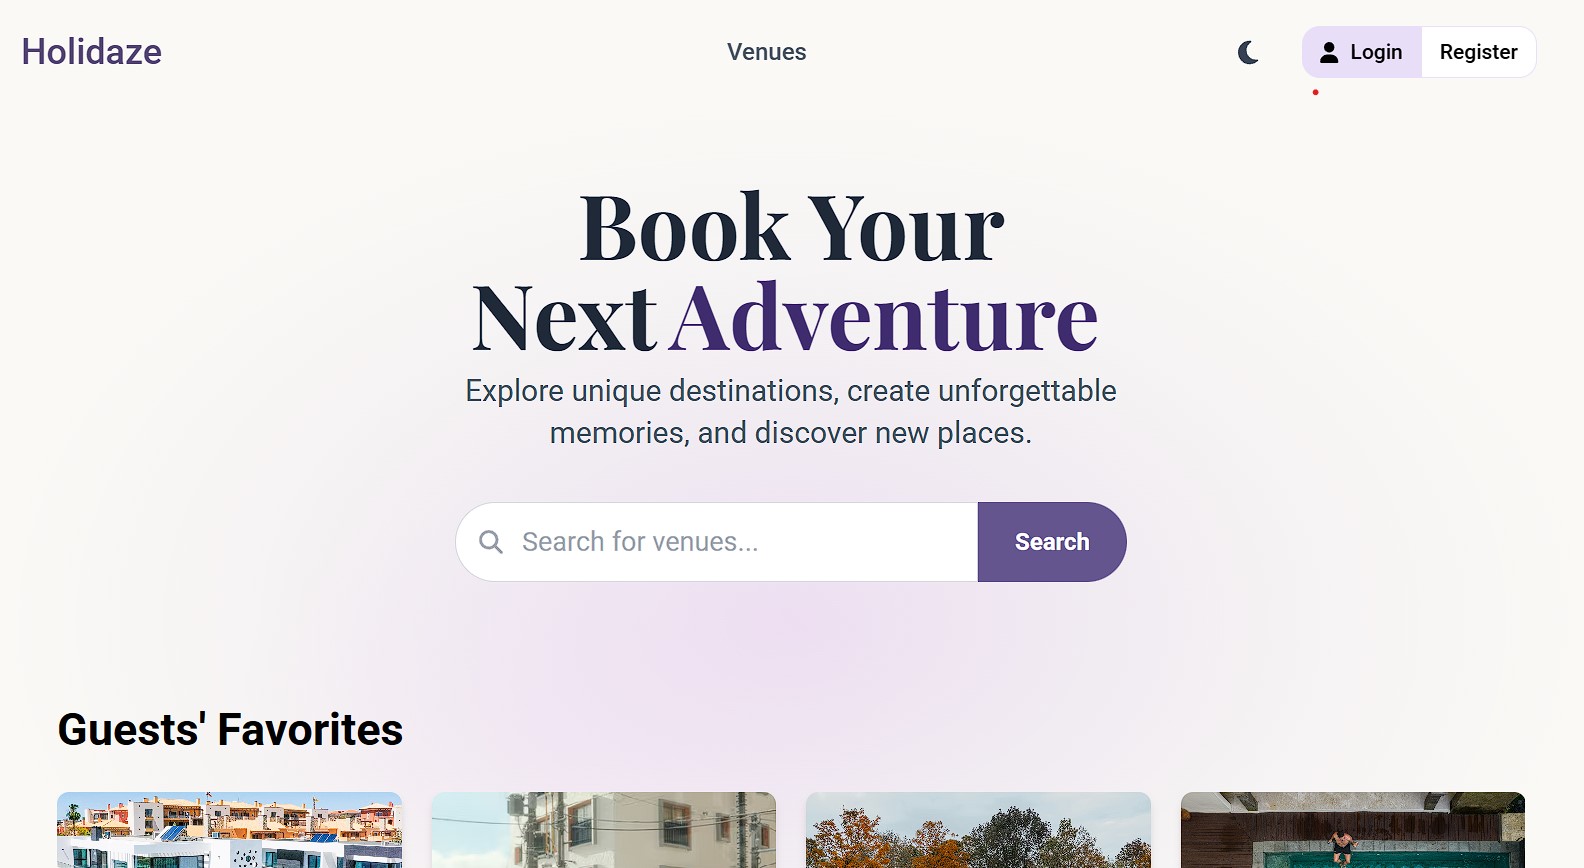 Holidaze
Venues
Login
Register
Book Your
Next Adventure
Explore unique destinations, create unforgettable
memories, and discover new places.
Search for venues...
Search
Guests' Favorites